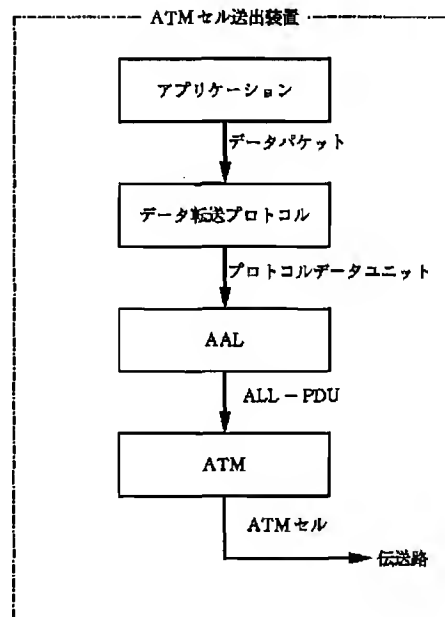 ATMセル送出装置
アプリケーション
データパケット
データ転送プロトコル
プロトコルデータユニット
AAL
ALL-PDU
ATM
ATMセル
伝送路